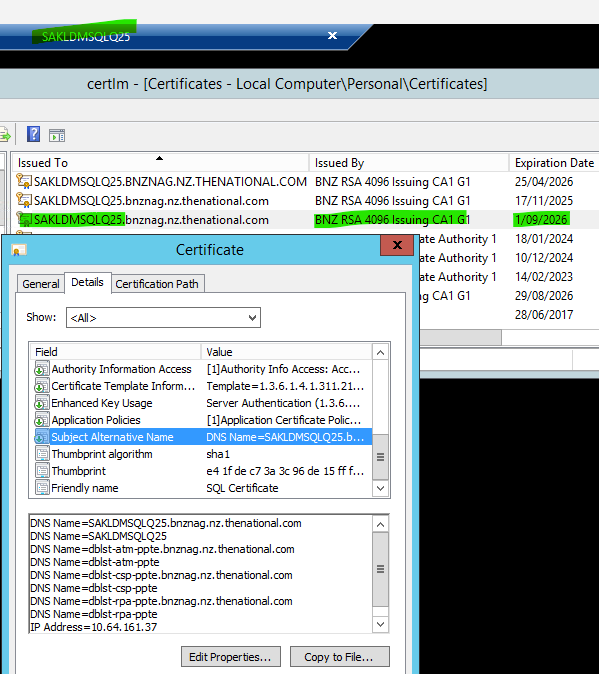 SAKLDMSQLQ25
certlm - [Certificates - Local Computer\Personal\Certificates]
Issued To Issued By Expiration Date
SAKLDMSQLQ25.BNZNAG.NZ.THENATIONAL.COM BNZ RSA 4096 Issuing CA1 G1 25/04/2026
SAKLDMSQLQ25.bnznag.nz.thenational.com BNZ RSA 4096 Issuing CA1 G1 17/11/2025
SAKLDMSQLQ25.bnznag.nz.thenational.com BNZ RSA 4096 Issuing CA1 G1 1/09/2026
ate Authority 1 18/01/2024
ate Authority 1 10/12/2024
ate Authority 1 14/02/2023
ng CA1 G1 29/08/2026
28/06/2017
Certificate
General Details Certification Path
Show: <All>
Field Value
Authority Information Access [1]Authority Info Access: Acc...
Certificate Template Inform... Template=1.3.6.1.4.1.311.21...
Enhanced Key Usage Server Authentication (1.3.6....
Application Policies [1]Application Certificate Polic...
Subject Alternative Name DNS Name=SAKLDMSQLQ25.b...
Thumbprint algorithm sha1
Thumbprint e4 1f de c7 3a 3c 96 de 15 ff f...
Friendly name SQL Certificate
DNS Name=SAKLDMSQLQ25.bnznag.nz.thenational.com
DNS Name=SAKLDMSQLQ25
DNS Name=dblst-atm-ppte.bnznag.nz.thenational.com
DNS Name=dblst-atm-ppte
DNS Name=dblst-csp-ppte.bnznag.nz.thenational.com
DNS Name=dblst-csp-ppte
DNS Name=dblst-rpa-ppte.bnznag.nz.thenational.com
DNS Name=dblst-rpa-ppte
IP Address=10.64.161.37
Edit Properties... Copy to File...